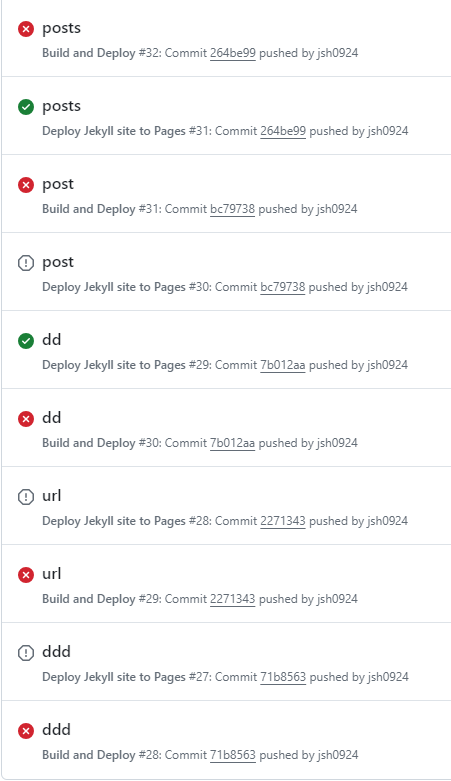 posts
Build and Deploy #32: Commit 264be99 pushed by jsh0924
posts
Deploy Jekyll site to Pages #31: Commit 264be99 pushed by jsh0924
post
Build and Deploy #31: Commit bc79738 pushed by jsh0924
post
Deploy Jekyll site to Pages #30: Commit bc79738 pushed by jsh0924
dd
Deploy Jekyll site to Pages #29: Commit 7b012aa pushed by jsh0924
dd
Build and Deploy #30: Commit 7b012aa pushed by jsh0924
url
Deploy Jekyll site to Pages #28: Commit 2271343 pushed by jsh0924
url
Build and Deploy #29: Commit 2271343 pushed by jsh0924
ddd
Deploy Jekyll site to Pages #27: Commit 71b8563 pushed by jsh0924
ddd
Build and Deploy #28: Commit 71b8563 pushed by jsh0924